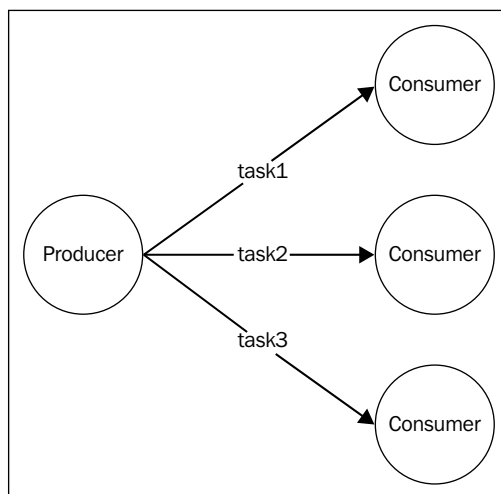 Consumer
task1
Producer
task2
Consumer
task3
Consumer